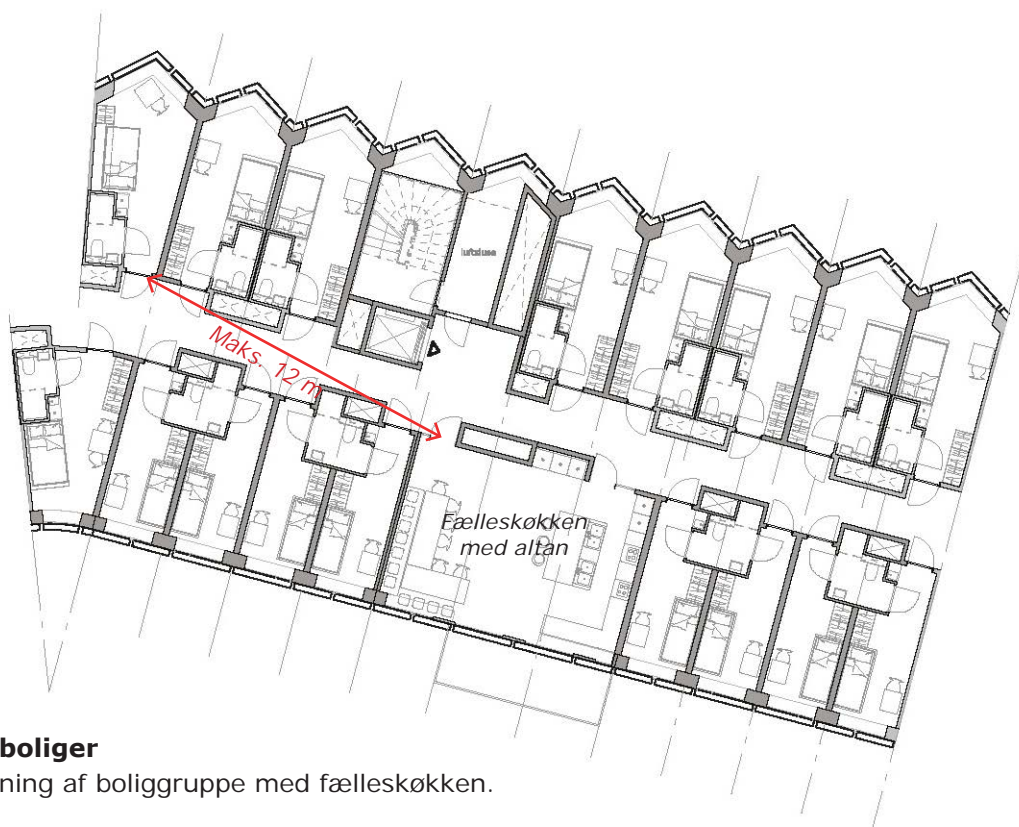 luftsluse
Maks. 12 m
Fælleskøkken
med altan
boliger
ning af boliggruppe med fælleskøkken.